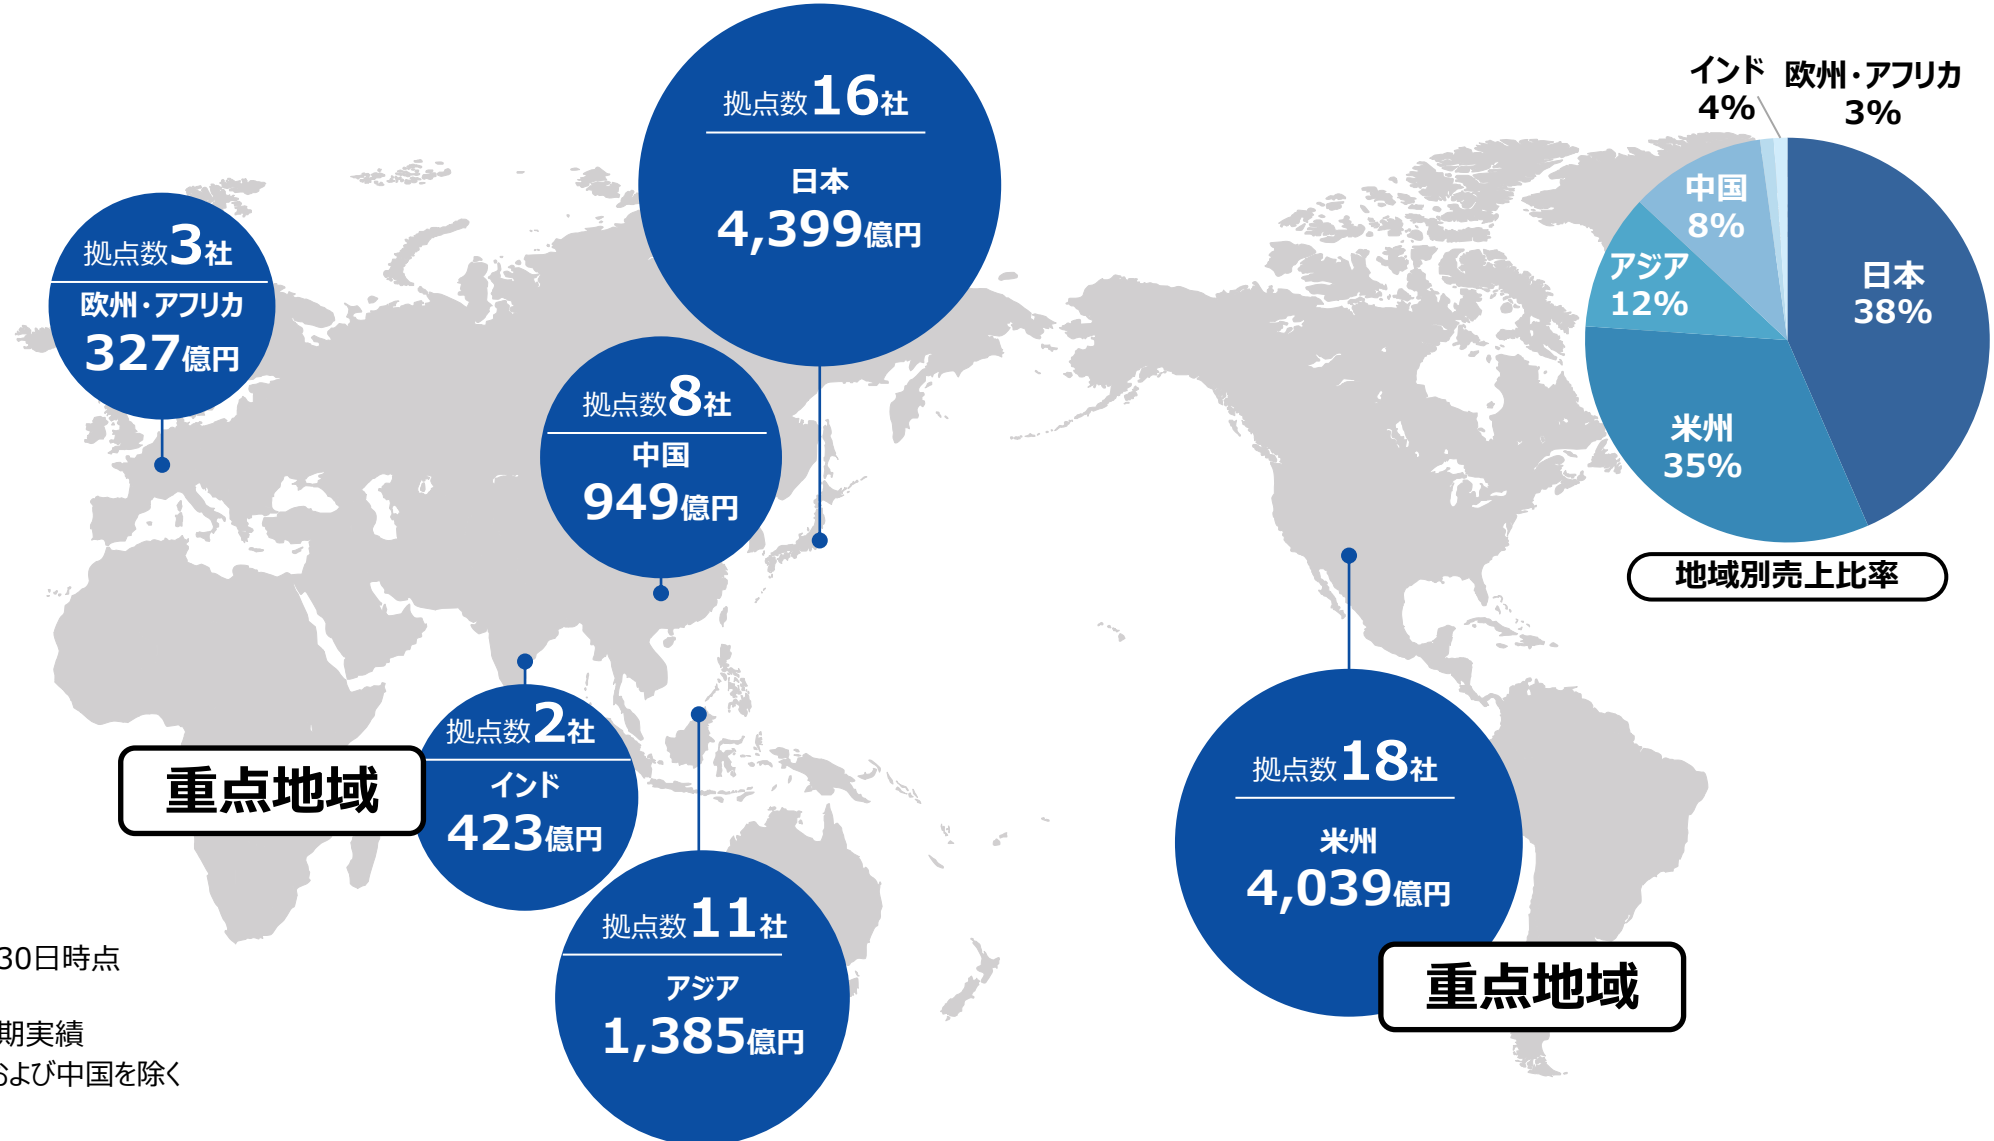 拠点数16社
日本
4,399億円
拠点数3社
欧州・アフリカ
327億円
拠点数8社
中国
949億円
拠点数2社
インド
423億円
重点地域
拠点数11社
アジア
1,385億円
拠点数18社
米州
4,039億円
重点地域
インド
4%
欧州・アフリカ
3%
中国
8%
アジア
12%
日本
38%
米州
35%
地域別売上比率
30日時点
期実績
および中国を除く